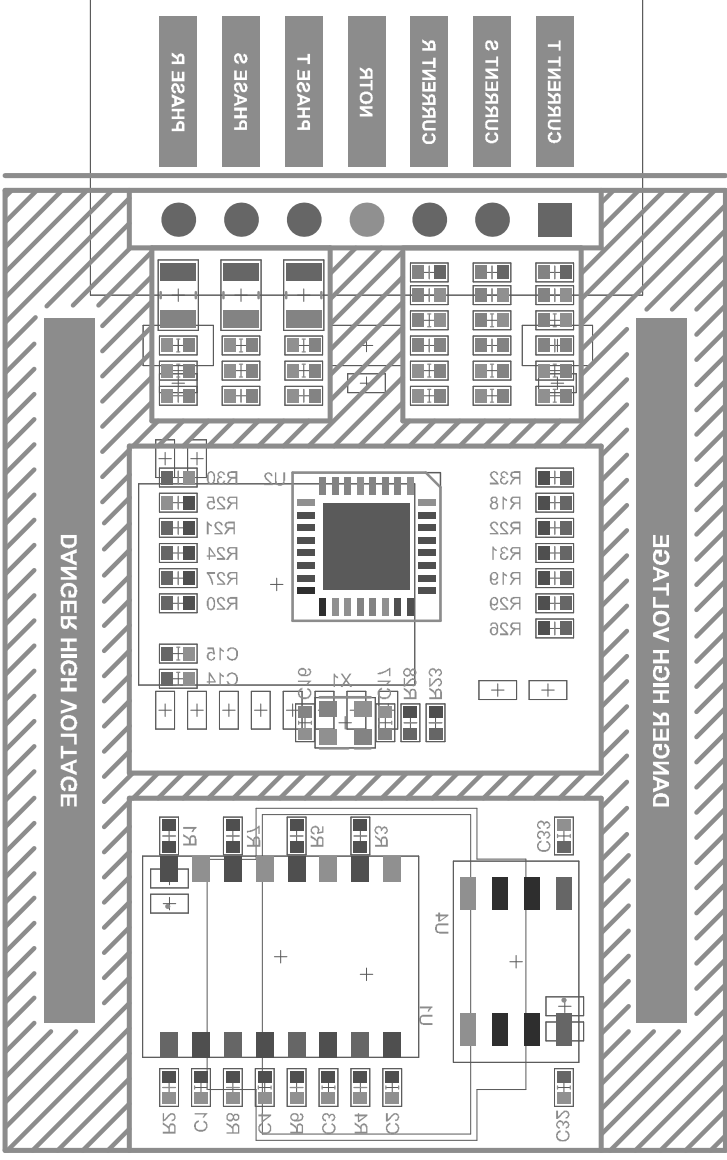 PHASE R
PHASE S
PHASE T
NOTR
CURRENT R
CURRENT S
CURRENT T
DANGER HIGH VOLTAGE
DANGER HIGH VOLTAGE
R30
R25
R21
R24
R27
R20
C15
C14
U2
R32
R18
R22
R31
R19
R29
R26
C16
X1
C17
R28
R23
R1
R7
R5
R3
C33
U4
U1
R2
C1
R8
C4
R6
C3
R4
C2
C32